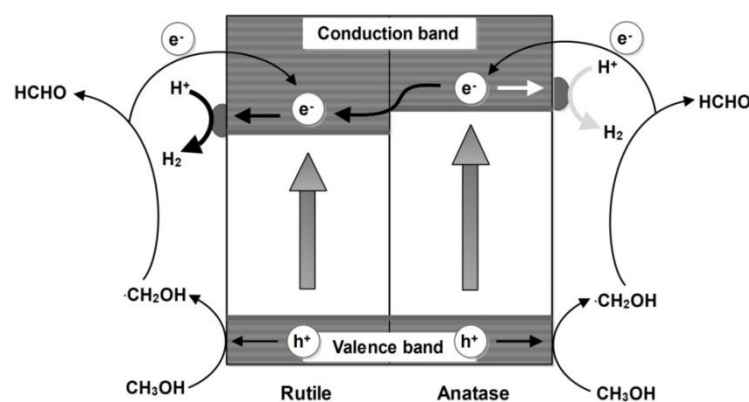 Conduction band
e⁻
e⁻
H⁺
H⁺
HCHO
e⁻
e⁻
HCHO
H₂
H₂
·CH₂OH
·CH₂OH
h⁺
Valence band
h⁺
CH₃OH
Rutile
Anatase
CH₃OH